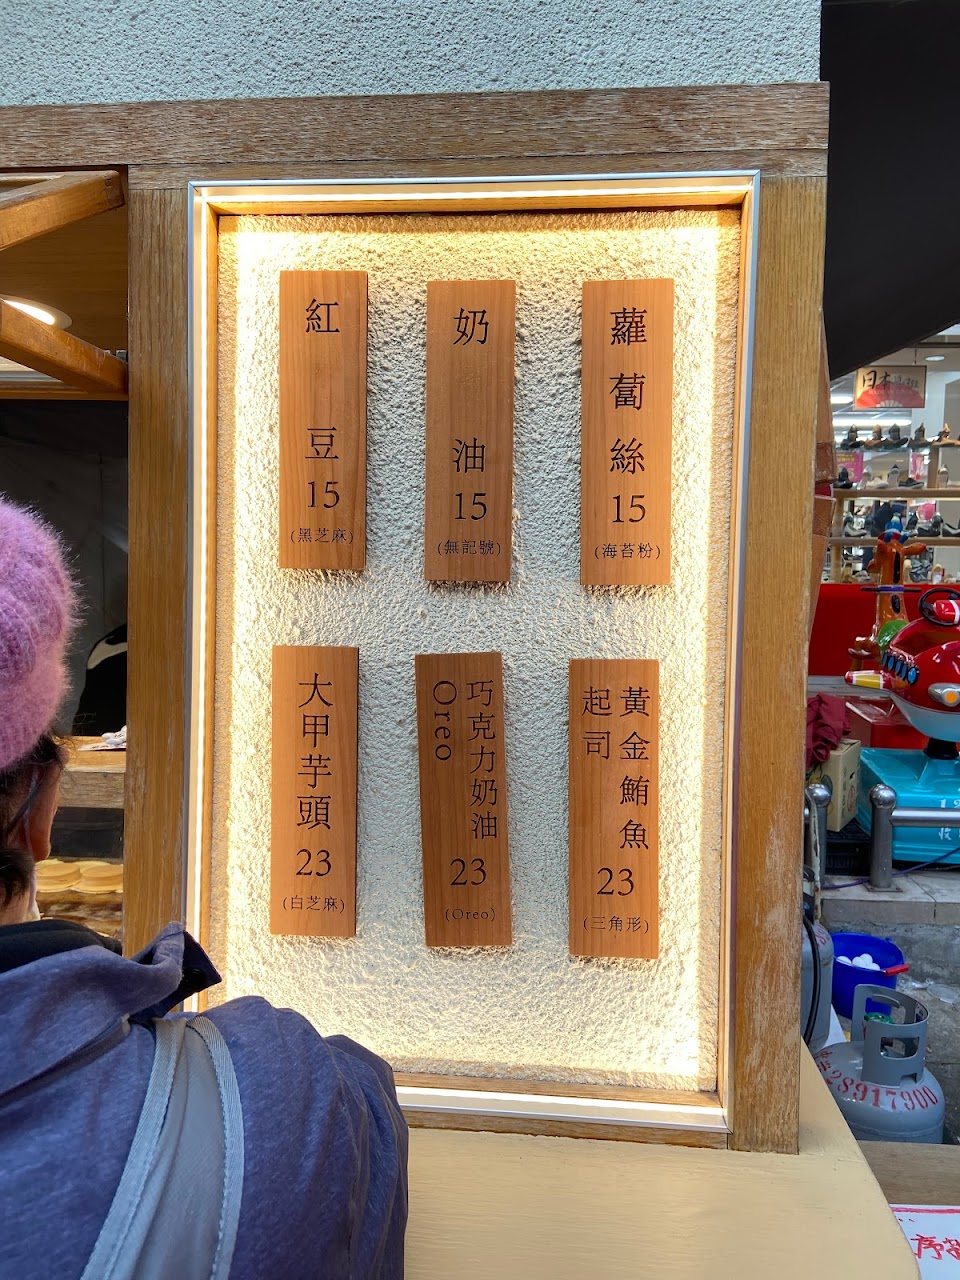 紅豆
15
(黑芝麻)
奶油
15
(無記號)
蘿蔔絲
15
(海苔粉)
大甲芋頭
23
(白芝麻)
巧克力奶油
Oreo
23
(Oreo)
黃金鮪魚
起司
23
(三角形)
日本
28917900